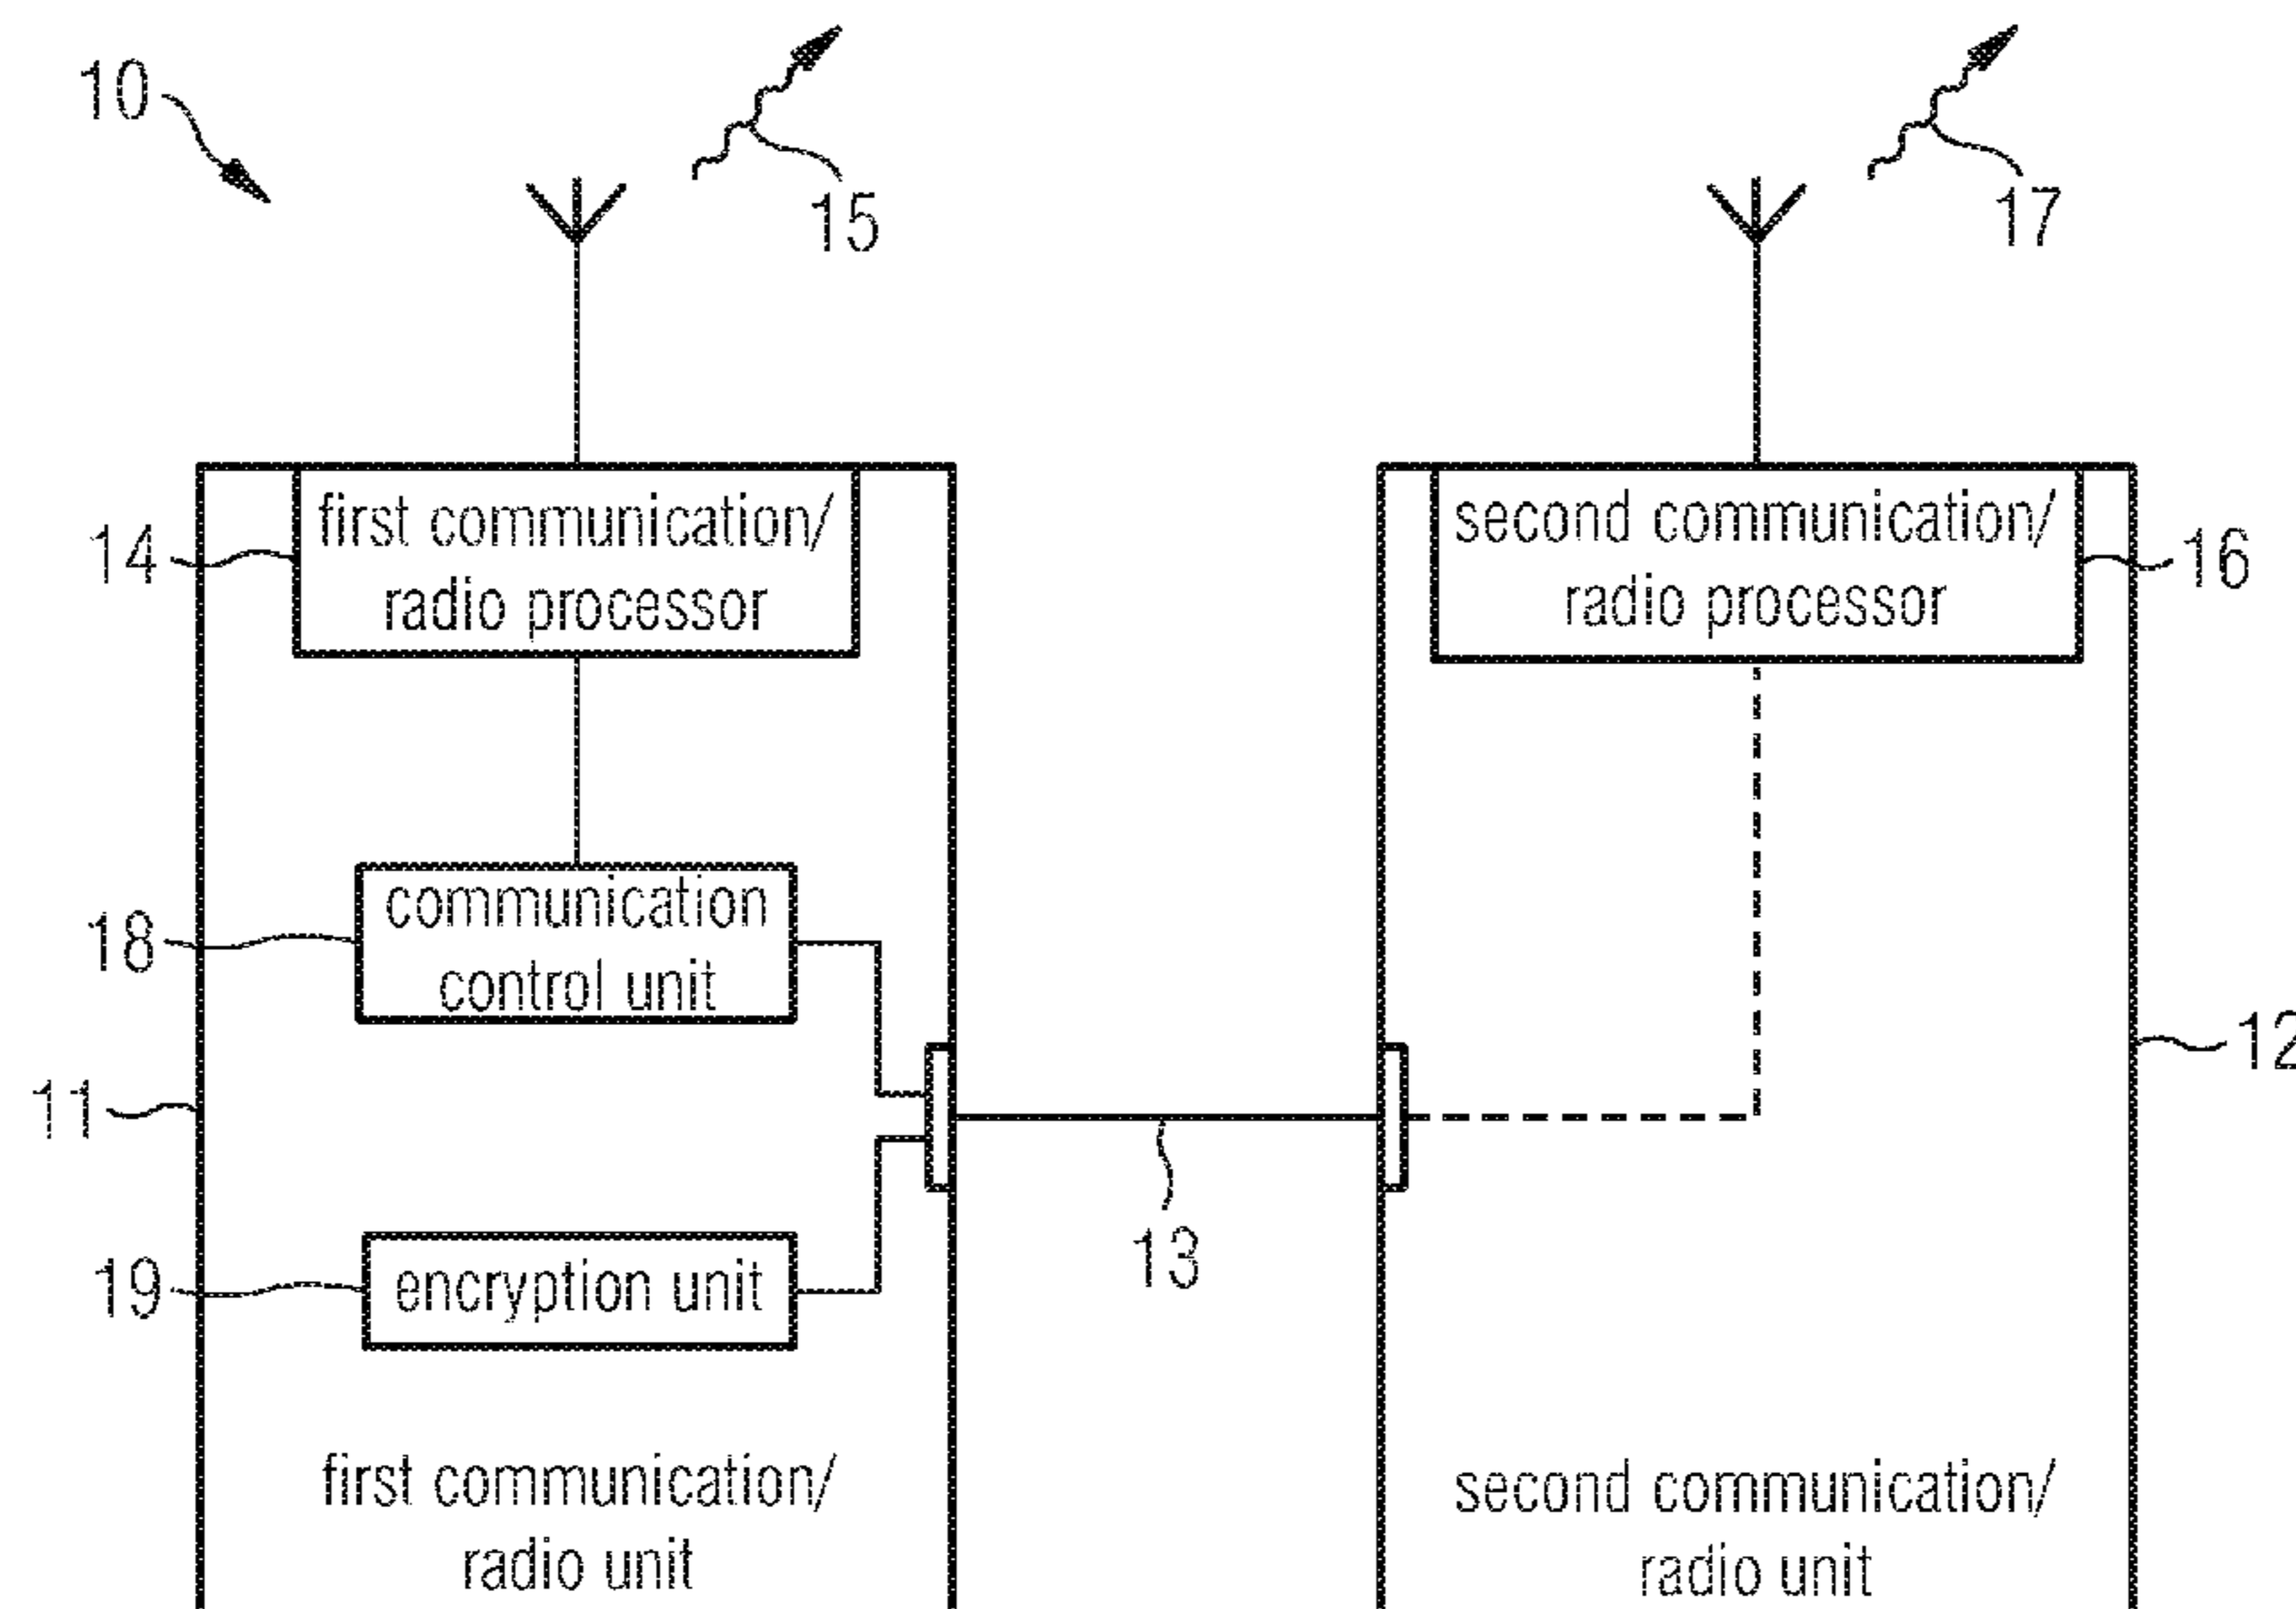 10
15
17
first communication/
radio processor
14
second communication/
radio processor
16
communication
control unit
18
12
11
13
encryption unit
19
first communication/
radio unit
second communication/
radio unit